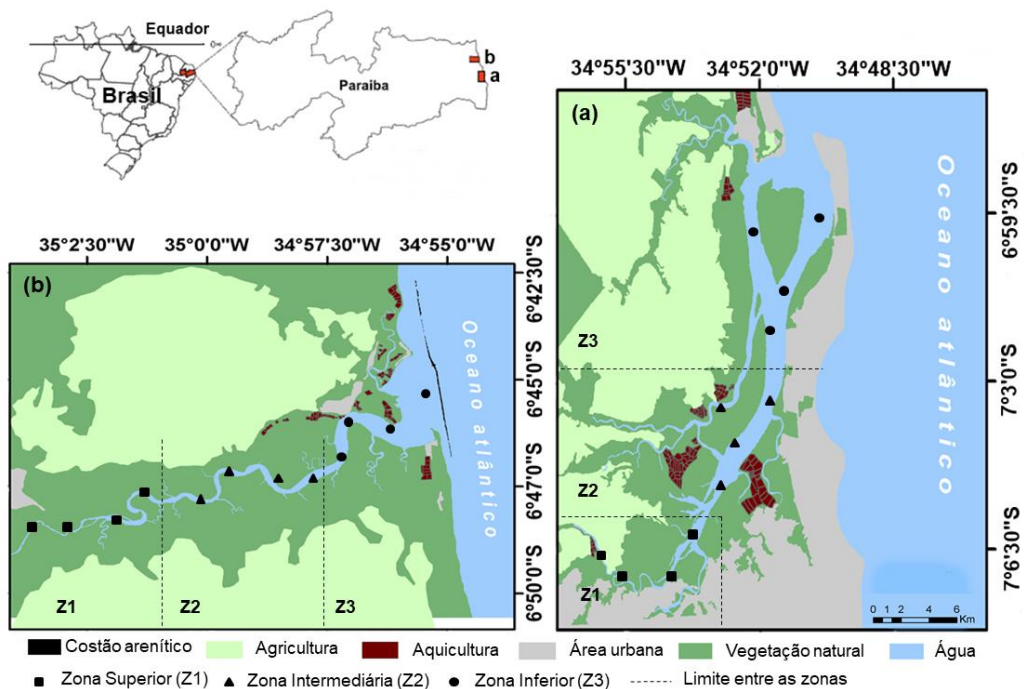 Equador
0º
Brasil
Paraiba
b
a
34°55'30"W 34°52'0"W 34°48'30"W
(a)
6°59'30"S
7°3'0"S
7°6'30"S
Oceano atlântico
Z3
Z2
Z1
0 1 2 4 6
Km
35°2'30"W 35°0'0"W 34°57'30"W 34°55'0"W
(b)
6°42'30"S
6°45'0"S
6°47'0"S
6°50'0"S
Oceano atlântico
Z1 Z2 Z3
Costão arenítico Agricultura Aquicultura Área urbana Vegetação natural Água
Zona Superior (Z1) Zona Intermediária (Z2) Zona Inferior (Z3) Limite entre as zonas